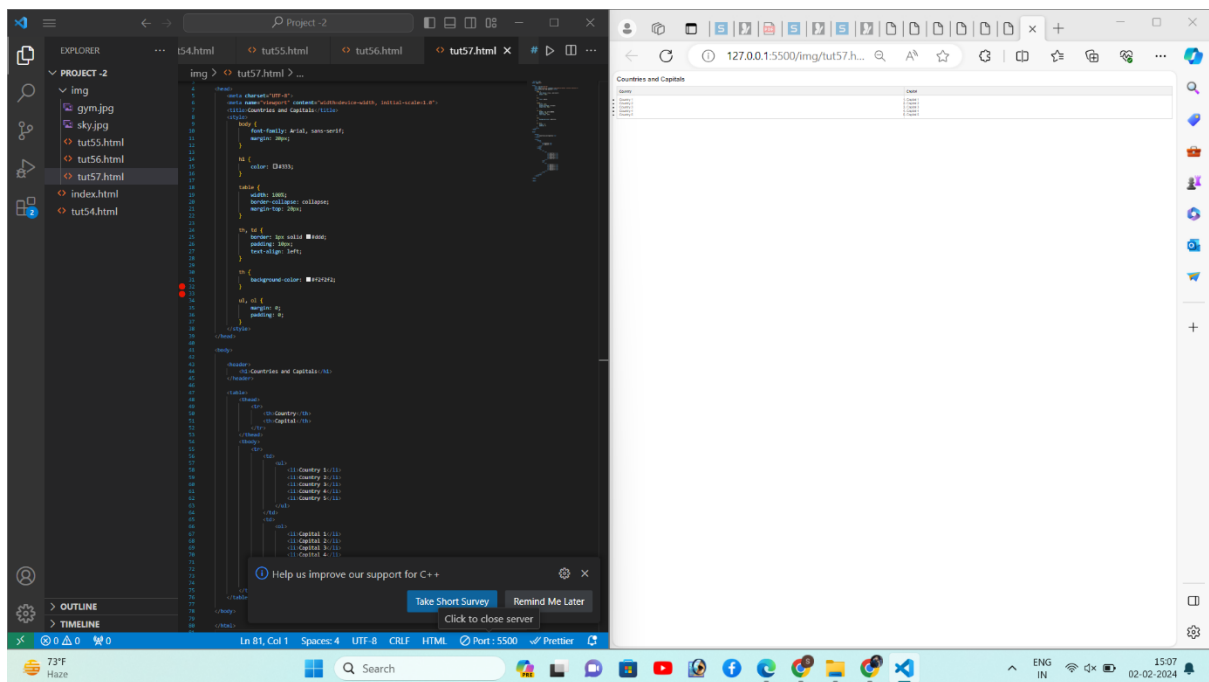 Project -2
EXPLORER
PROJECT -2
img
gym.jpg
sky.jpg
tut55.html
tut56.html
tut57.html
index.html
tut54.html
OUTLINE
TIMELINE
t54.html tut55.html tut56.html tut57.html
img > tut57.html > ...
<head>
<meta charset="UTF-8">
<meta name="viewport" content="width=device-width, initial-scale=1.0">
<title>Countries and Capitals</title>
<style>
body {
font-family: Arial, sans-serif;
margin: 20px;
}
h1 {
color: #333;
}
table {
width: 100%;
border-collapse: collapse;
margin-top: 20px;
}
th, td {
border: 1px solid #ddd;
padding: 10px;
text-align: left;
}
th {
background-color: #f2f2f2;
}
ul, ol {
margin: 0;
padding: 0;
}
</style>
</head>
<body>
<header>
<h1>Countries and Capitals</h1>
</header>
<table>
<thead>
<tr>
<th>Country</th>
<th>Capital</th>
</tr>
</thead>
<tbody>
<tr>
<td>
<ul>
<li>Country 1</li>
<li>Country 2</li>
<li>Country 3</li>
<li>Country 4</li>
<li>Country 5</li>
</ul>
</td>
<td>
<ol>
<li>Capital 1</li>
<li>Capital 2</li>
<li>Capital 3</li>
<li>Capital 4</li>
</body>
</html>
Help us improve our support for C++
Take Short Survey Remind Me Later
Click to close server
2
0 0 0 Ln 81, Col 1 Spaces: 4 UTF-8 CRLF HTML Port : 5500 Prettier
127.0.0.1:5500/img/tut57.h...
Countries and Capitals
Country Capital
73°F
Haze
Search
PRE
ENG
IN
15:07
02-02-2024